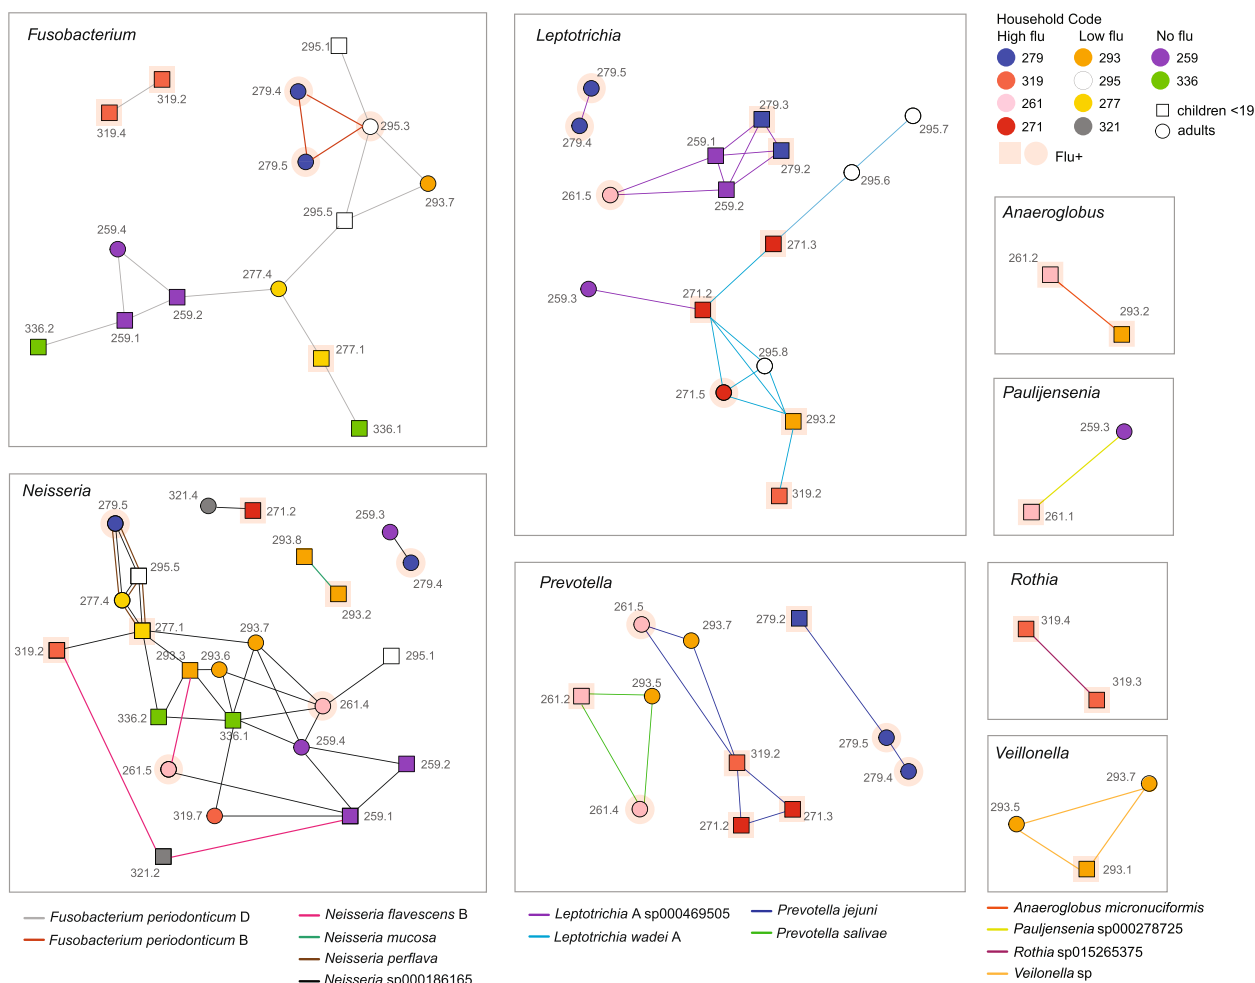 Fusobacterium
295.1
279.4
319.2
319.4
295.3
279.5
293.7
295.5
259.4
277.4
259.2
336.2
259.1
277.1
336.1
Leptotrichia
279.5
279.4
279.3
259.1
279.2
261.5
259.2
295.7
295.6
271.3
259.3
271.2
295.8
271.5
293.2
319.2
Household Code
High flu Low flu No flu
279 293 259
319 295 336
261 277 children <19
271 321 adults
Flu+
Anaeroglobus
261.2
293.2
Paulijensenia
259.3
261.1
Neisseria
279.5
321.4
271.2
259.3
293.8
279.4
295.5
277.4
293.2
277.1
293.7
319.2
293.3
293.6
295.1
261.4
336.2
336.1
259.4
261.5
259.2
319.7
259.1
321.2
Prevotella
261.5
293.7
279.2
261.2
293.5
319.2
279.5
279.4
261.4
271.2
271.3
Rothia
319.4
319.3
Veillonella
293.7
293.5
293.1
Fusobacterium periodonticum D
Fusobacterium periodonticum B
Neisseria flavescens B
Neisseria mucosa
Neisseria perflava
Neisseria sp000186165
Leptotrichia A sp000469505
Leptotrichia wadei A
Prevotella jejuni
Prevotella salivae
Anaeroglobus micronuciformis
Pauljensenia sp000278725
Rothia sp015265375
Veilonella sp